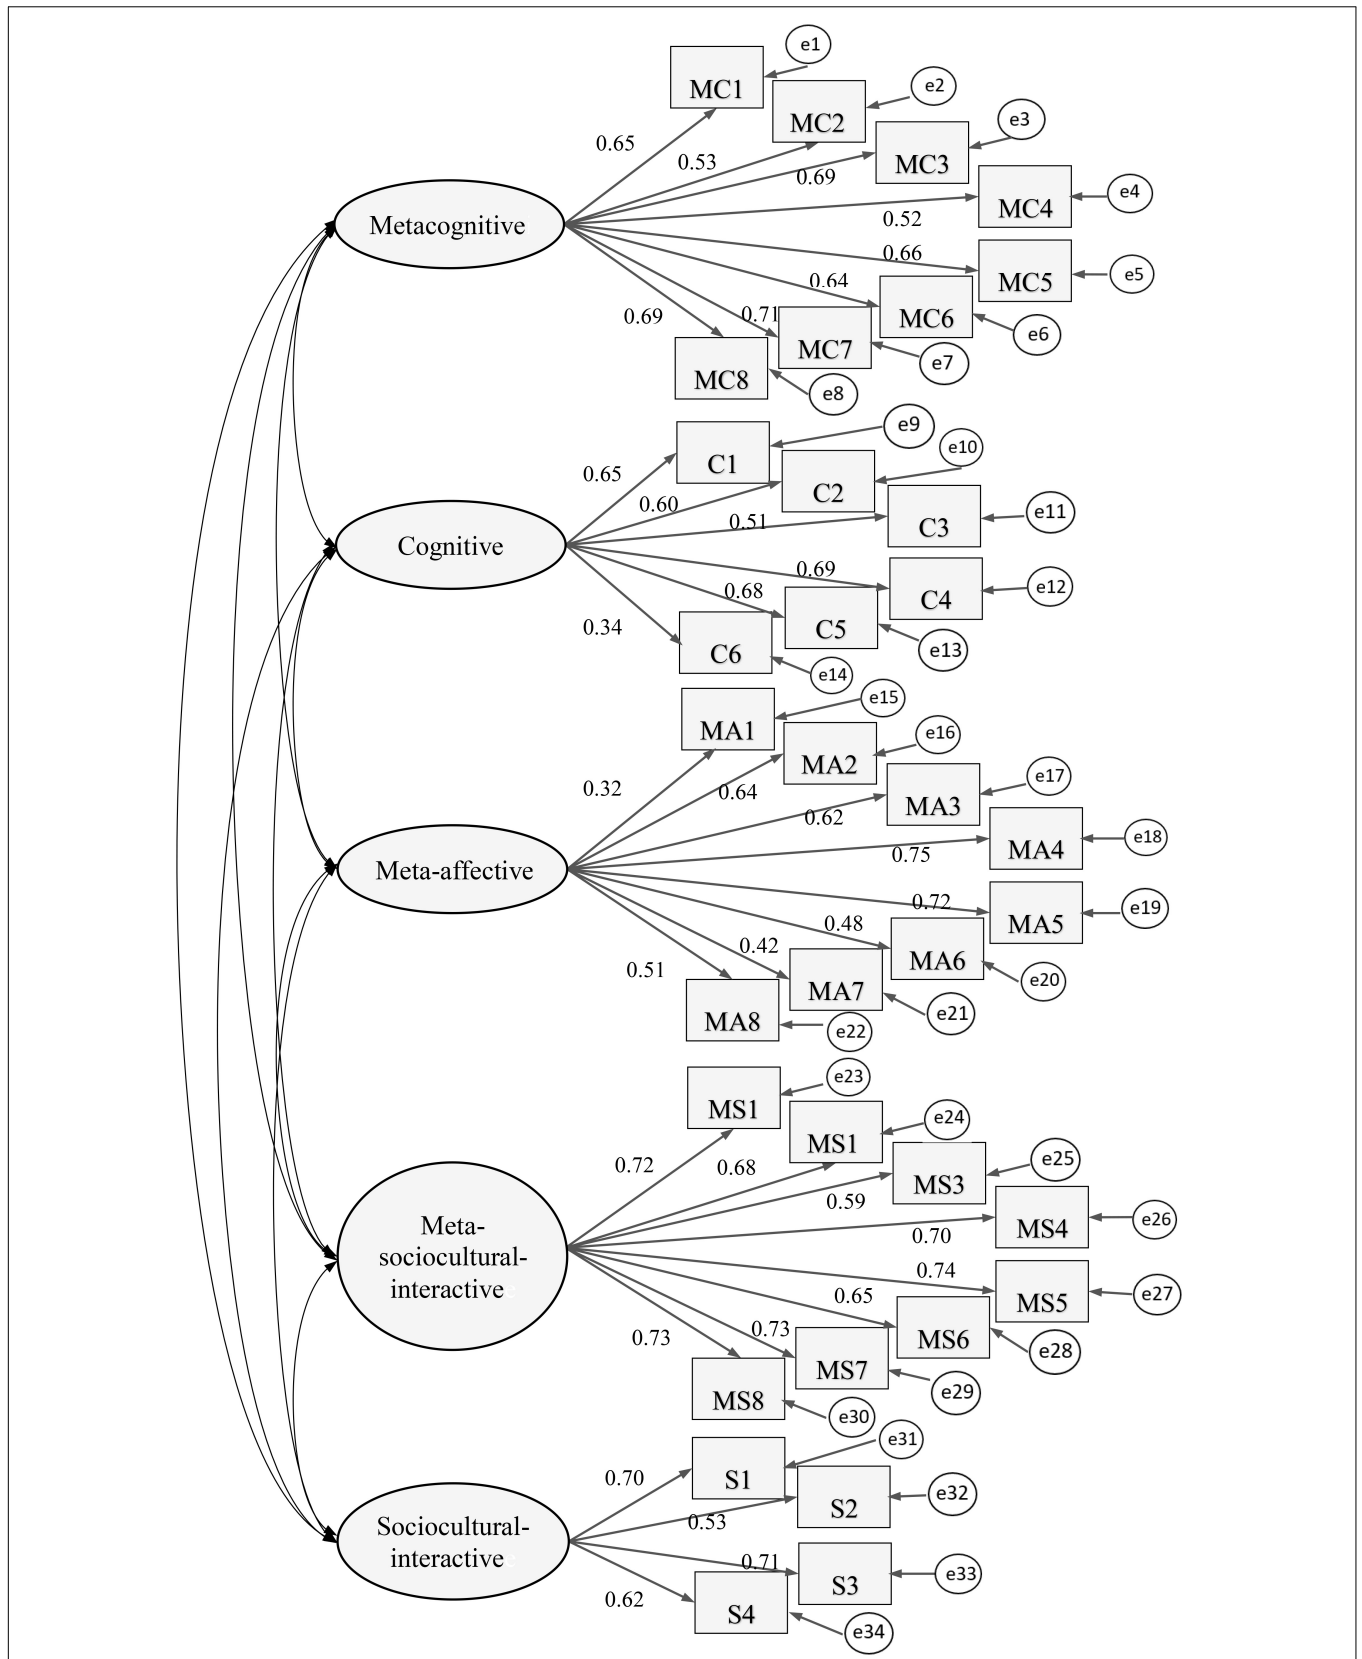 e1
MC1
e2
MC2
0.65
e3
0.53
MC3
0.69
e4
MC4
Metacognitive
0.52
0.66
e5
MC5
0.64
MC6
0.69
0.71
e6
MC7
e7
MC8
e8
e9
C1
e10
0.65
C2
0.60
e11
0.51
C3
Cognitive
0.69
e12
0.68
C4
0.34
C5
e13
C6
e14
e15
MA1
e16
MA2
e17
0.32
0.64
MA3
0.62
e18
MA4
0.75
Meta-affective
0.72
e19
MA5
0.48
0.42
MA6
0.51
e20
MA7
e21
MA8
e22
e23
MS1
e24
MS1
e25
0.72
0.68
MS3
0.59
e26
MS4
0.70
Meta-
sociocultural-
interactive
0.74
e27
MS5
0.65
0.73
MS6
0.73
e28
MS7
e29
MS8
e30
e31
S1
0.70
e32
S2
0.53
Sociocultural-
interactive
0.71
e33
S3
0.62
S4
e34